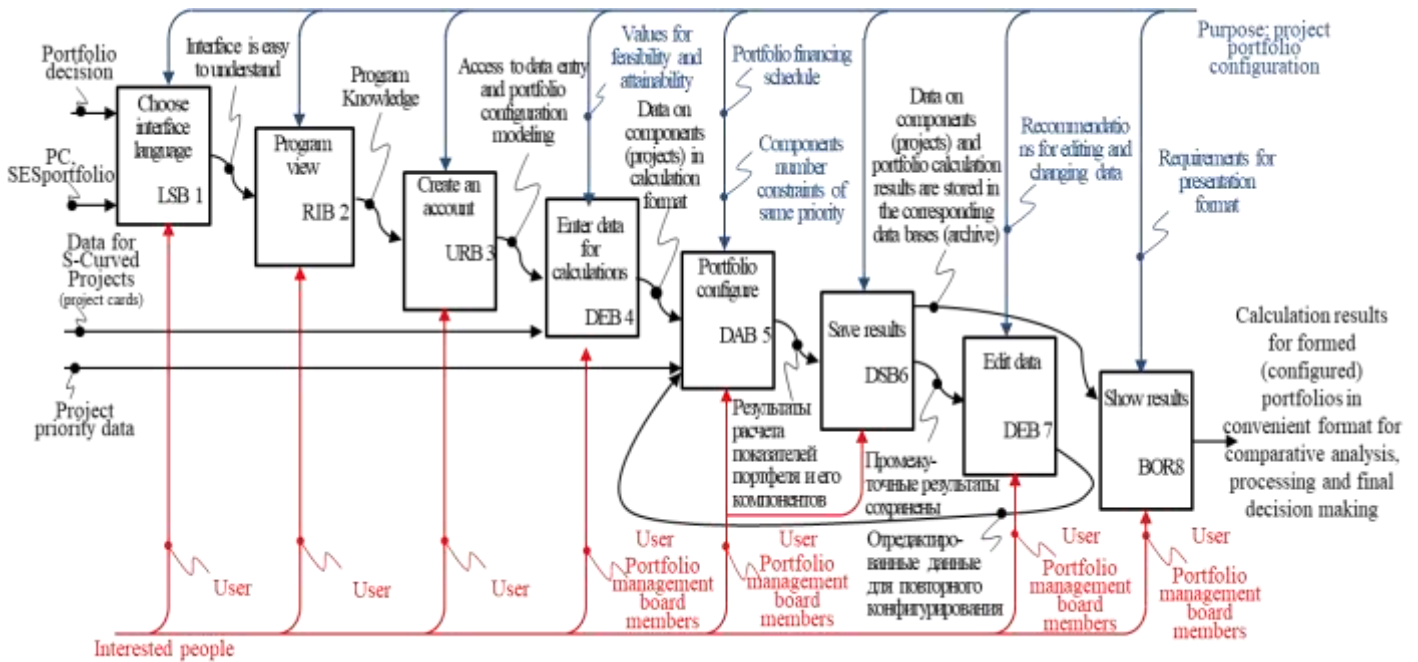 Portfolio
decision
PC,
SESportfolio
Data for
S-Curved
Projects
(project cards)
Project
priority data
Choose
interface
language
LSB 1
Interface is easy
to understand
Program
view
RIB 2
Program
Knowledge
Create an
account
URB 3
Access to data entry
and portfolio
configuration
modeling
Values for
feasibility and
attainability
Enter data
for
calculations
DEB 4
Data on
components
(projects) in
calculation
format
Portfolio financing
schedule
Components
number
constraints of
same priority
Portfolio
configure
DAB 5
Результаты
расчета
показателей
портфеля и его
компонентов
Save results
DSB6
Data on
components
(projects) and
portfolio calculation
results are stored in
the corresponding
data bases (archive)
Промежу-
точные результаты
сохранены
Recommendatio
ns for editing and
changing data
Edit data
DEB 7
Отредактиро-
ванные данные
для повторного
конфигурирования
Purpose: project
portfolio
configuration
Requirements for
presentation
format
Show results
BOR8
Calculation results
for formed
(configured)
portfolios in
convenient format for
comparative analysis,
processing and final
decision making
User
User
User
User
Portfolio
management
board
members
User
Portfolio
management
board
members
User
Portfolio
management
board
members
User
Portfolio
management
board
members
Interested people